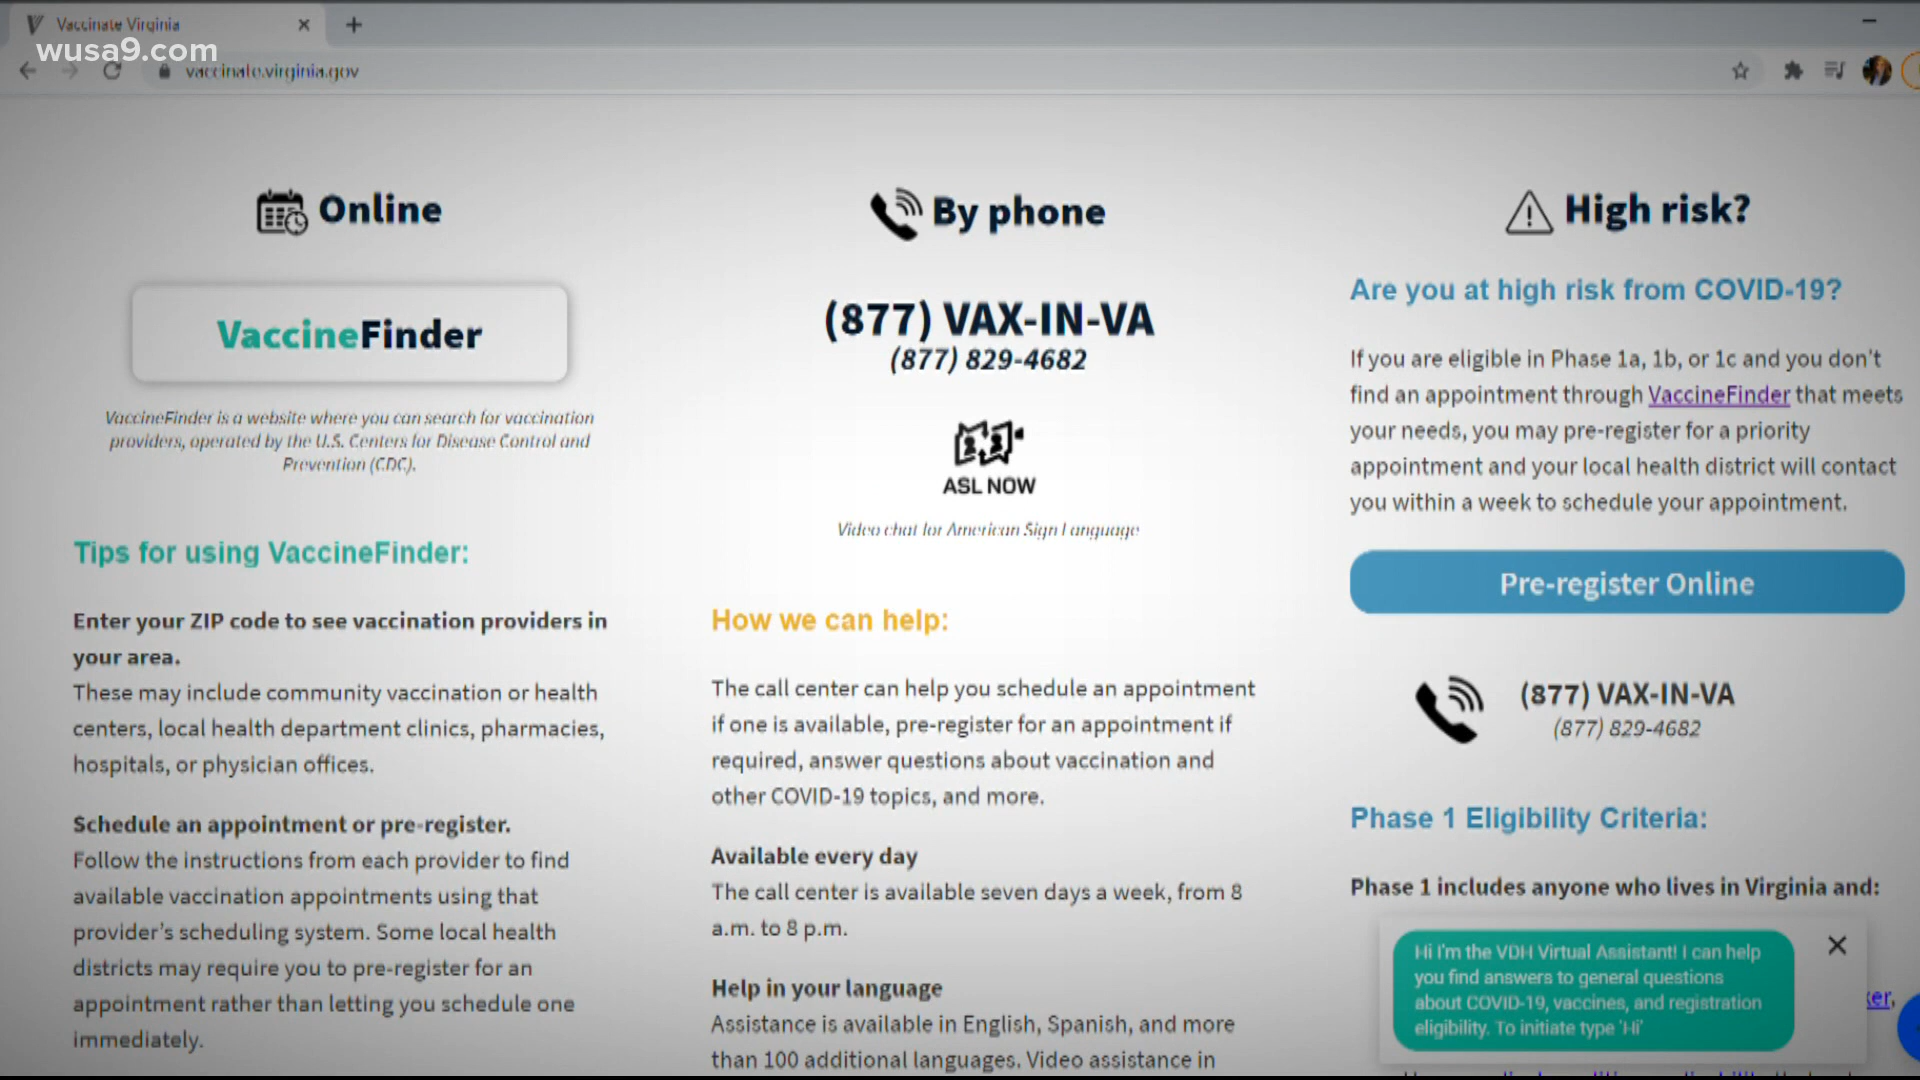 Vaccinate Virginia
wusa9.com
vaccinate.virginia.gov
Online
VaccineFinder
VaccineFinder is a website where you can search for vaccination
providers, operated by the U.S. Centers for Disease Control and
Prevention (CDC).
Tips for using VaccineFinder:
Enter your ZIP code to see vaccination providers in
your area.
These may include community vaccination or health
centers, local health department clinics, pharmacies,
hospitals, or physician offices.
Schedule an appointment or pre-register.
Follow the instructions from each provider to find
available vaccination appointments using that
provider's scheduling system. Some local health
districts may require you to pre-register for an
appointment rather than letting you schedule one
immediately.
By phone
(877) VAX-IN-VA
(877) 829-4682
ASL NOW
Video chat for American Sign Language
How we can help:
The call center can help you schedule an appointment
if one is available, pre-register for an appointment if
required, answer questions about vaccination and
other COVID-19 topics, and more.
Available every day
The call center is available seven days a week, from 8
a.m. to 8 p.m.
Help in your language
Assistance is available in English, Spanish, and more
than 100 additional languages. Video assistance in
High risk?
Are you at high risk from COVID-19?
If you are eligible in Phase 1a, 1b, or 1c and you don't
find an appointment through VaccineFinder that meets
your needs, you may pre-register for a priority
appointment and your local health district will contact
you within a week to schedule your appointment.
Pre-register Online
(877) VAX-IN-VA
(877) 829-4682
Phase 1 Eligibility Criteria:
Phase 1 includes anyone who lives in Virginia and:
Hi I'm the VDH Virtual Assistant! I can help
you find answers to general questions
about COVID-19, vaccines, and registration
eligibility. To initiate type 'Hi'